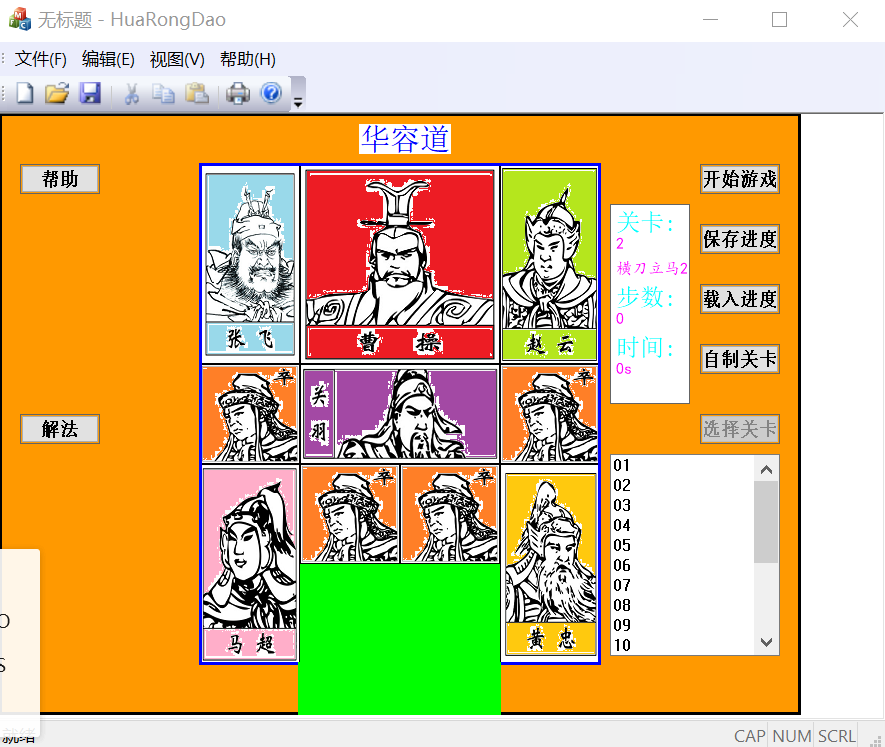 无标题 - HuaRongDao
文件(F) 编辑(E) 视图(V) 帮助(H)
华容道
帮助
解法
张 飞
曹 操
赵 云
卒
关羽
卒
马 超
卒
卒
黄 忠
关卡:
2
横刀立马2
步数:
0
时间:
0s
开始游戏
保存进度
载入进度
自制关卡
选择关卡
01
02
03
04
05
06
07
08
09
10
O
S
就绪
CAP NUM SCRL